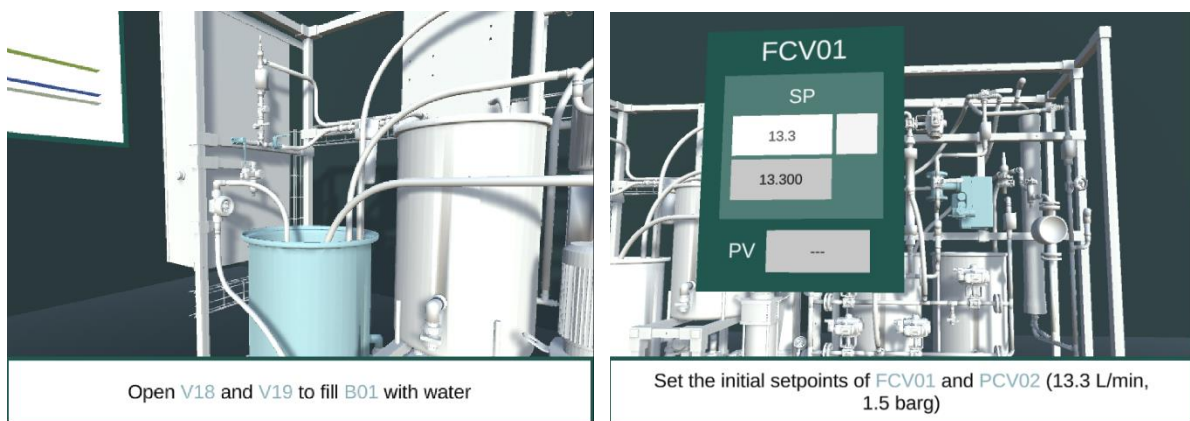 Open V18 and V19 to fill B01 with water
FCV01
SP
13.3
13.300
PV ---
Set the initial setpoints of FCV01 and PCV02 (13.3 L/min,
1.5 barg)